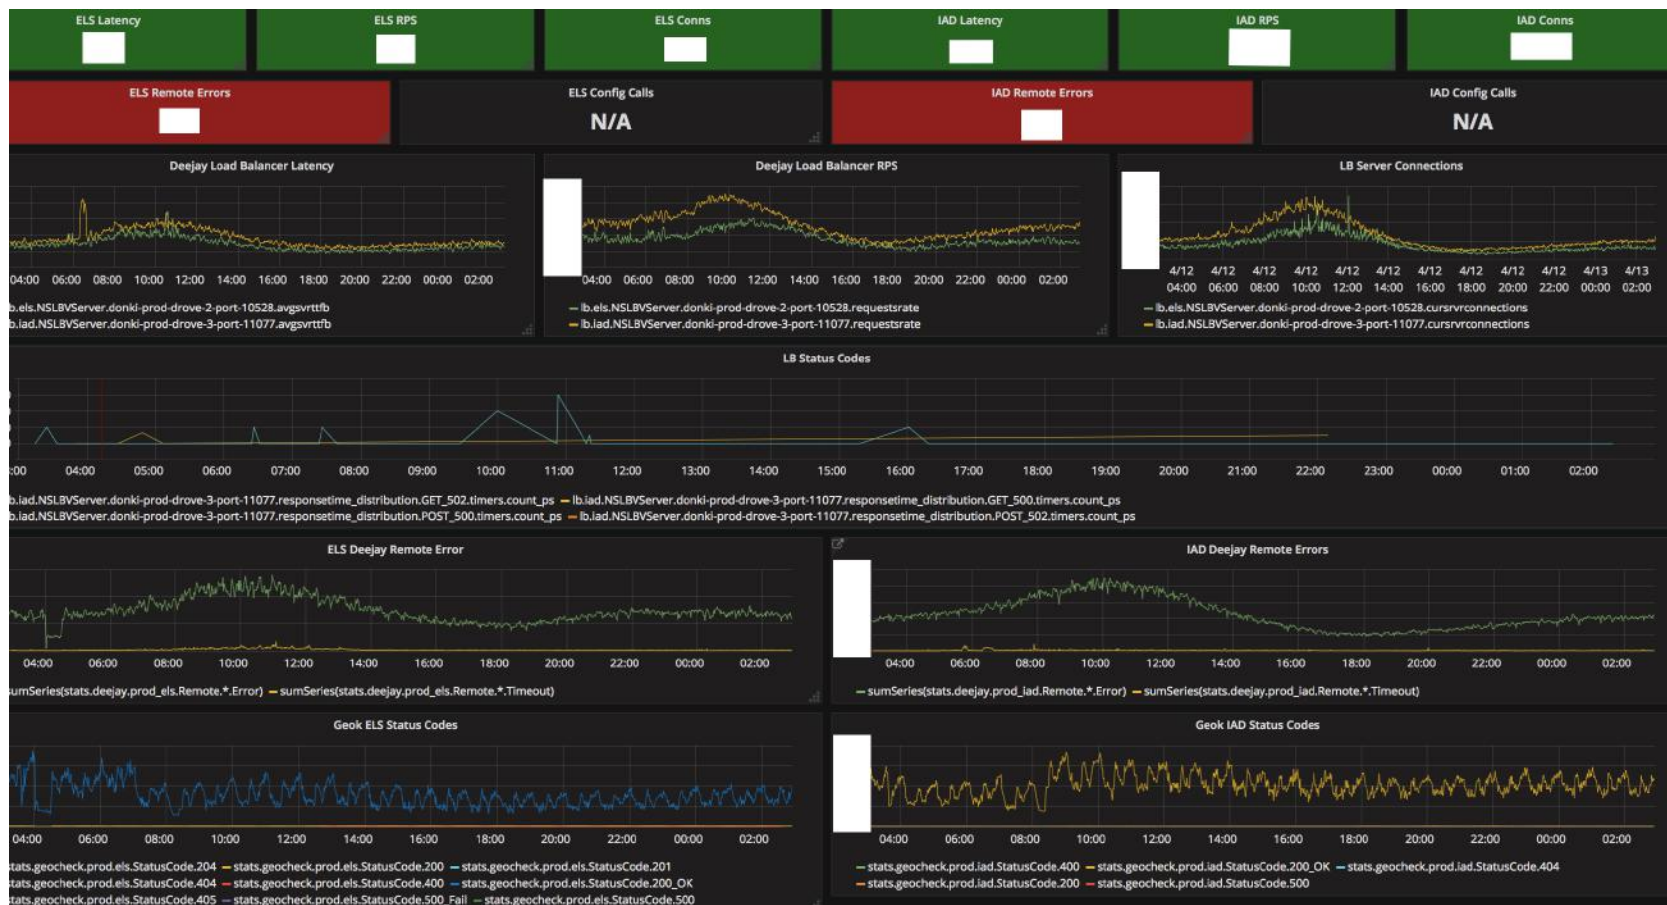 ELS Latency
ELS RPS
ELS Conns
IAD Latency
IAD RPS
IAD Conns
ELS Remote Errors
ELS Config Calls
IAD Remote Errors
IAD Config Calls
N/A
N/A
Deejay Load Balancer Latency
04:00 06:00 08:00 10:00 12:00 14:00 16:00 18:00 20:00 22:00 00:00 02:00
b.els.NSLBVServer.donki-prod-drove-2-port-10528.avgsvrttfb
b.iad.NSLBVServer.donki-prod-drove-3-port-11077.avgsvrttfb
Deejay Load Balancer RPS
04:00 06:00 08:00 10:00 12:00 14:00 16:00 18:00 20:00 22:00 00:00 02:00
lb.els.NSLBVServer.donki-prod-drove-2-port-10528.requestsrate
lb.iad.NSLBVServer.donki-prod-drove-3-port-11077.requestsrate
LB Server Connections
4/12 4/12 4/12 4/12 4/12 4/12 4/12 4/12 4/12 4/12 4/13 4/13
04:00 06:00 08:00 10:00 12:00 14:00 16:00 18:00 20:00 22:00 00:00 02:00
lb.els.NSLBVServer.donki-prod-drove-2-port-10528.cursrvrconnections
lb.iad.NSLBVServer.donki-prod-drove-3-port-11077.cursrvrconnections
LB Status Codes
:00 04:00 05:00 06:00 07:00 08:00 09:00 10:00 11:00 12:00 13:00 14:00 15:00 16:00 17:00 18:00 19:00 20:00 21:00 22:00 23:00 00:00 01:00 02:00
b.iad.NSLBVServer.donki-prod-drove-3-port-11077.responsetime_distribution.GET_502.timers.count_ps lb.iad.NSLBVServer.donki-prod-drove-3-port-11077.responsetime_distribution.GET_500.timers.count_ps
b.iad.NSLBVServer.donki-prod-drove-3-port-11077.responsetime_distribution.POST_500.timers.count_ps lb.iad.NSLBVServer.donki-prod-drove-3-port-11077.responsetime_distribution.POST_502.timers.count_ps
ELS Deejay Remote Error
04:00 06:00 08:00 10:00 12:00 14:00 16:00 18:00 20:00 22:00 00:00 02:00
sumSeries(stats.deejay.prod_els.Remote.*.Error) sumSeries(stats.deejay.prod_els.Remote.*.Timeout)
IAD Deejay Remote Errors
04:00 06:00 08:00 10:00 12:00 14:00 16:00 18:00 20:00 22:00 00:00 02:00
sumSeries(stats.deejay.prod_iad.Remote.*.Error) sumSeries(stats.deejay.prod_iad.Remote.*.Timeout)
Geok ELS Status Codes
04:00 06:00 08:00 10:00 12:00 14:00 16:00 18:00 20:00 22:00 00:00 02:00
stats.geocheck.prod.els.StatusCode.204 stats.geocheck.prod.els.StatusCode.200 stats.geocheck.prod.els.StatusCode.201
stats.geocheck.prod.els.StatusCode.404 stats.geocheck.prod.els.StatusCode.400 stats.geocheck.prod.els.StatusCode.200_OK
stats.geocheck.prod.els.StatusCode.405 stats.geocheck.prod.els.StatusCode.500_Fail stats.geocheck.prod.els.StatusCode.500
Geok IAD Status Codes
04:00 06:00 08:00 10:00 12:00 14:00 16:00 18:00 20:00 22:00 00:00 02:00
stats.geocheck.prod.iad.StatusCode.400 stats.geocheck.prod.iad.StatusCode.200_OK stats.geocheck.prod.iad.StatusCode.404
stats.geocheck.prod.iad.StatusCode.200 stats.geocheck.prod.iad.StatusCode.500